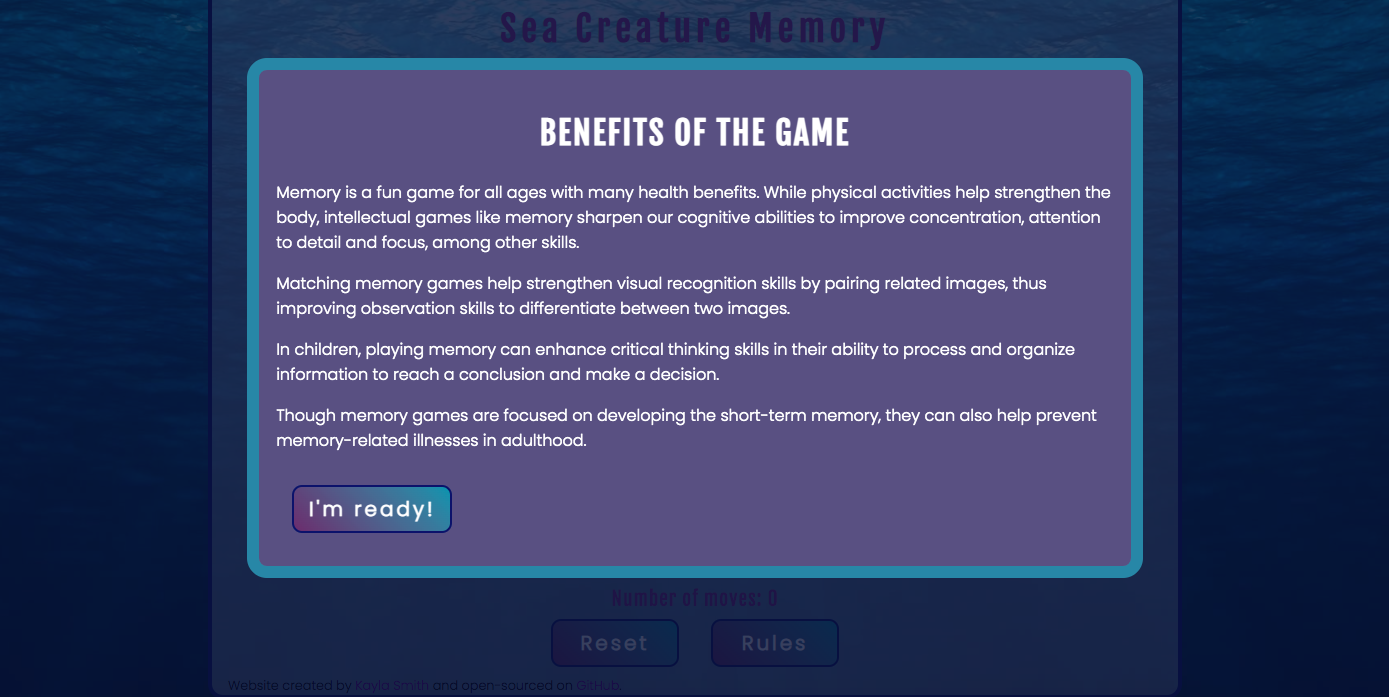 Sea Creature Memory
BENEFITS OF THE GAME
Memory is a fun game for all ages with many health benefits. While physical activities help strengthen the
body, intellectual games like memory sharpen our cognitive abilities to improve concentration, attention
to detail and focus, among other skills.
Matching memory games help strengthen visual recognition skills by pairing related images, thus
improving observation skills to differentiate between two images.
In children, playing memory can enhance critical thinking skills in their ability to process and organize
information to reach a conclusion and make a decision.
Though memory games are focused on developing the short-term memory, they can also help prevent
memory-related illnesses in adulthood.
I'm ready!
Number of moves: 0
Reset
Rules
Website created by Kayla Smith and open-sourced on GitHub.